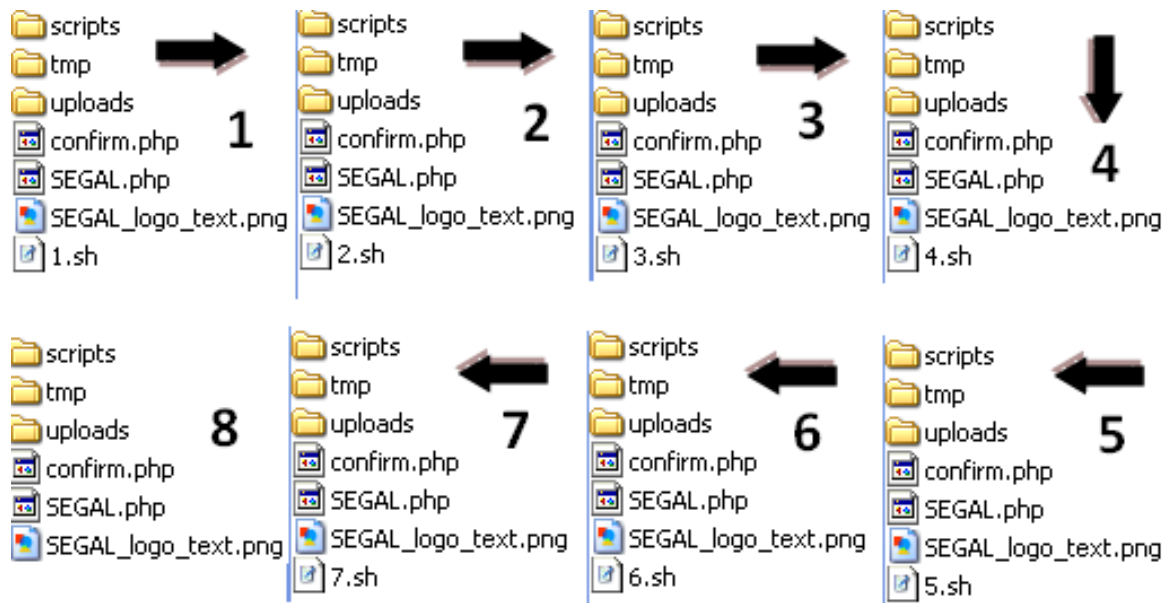 scripts
tmp
uploads
confirm.php
SEGAL.php
SEGAL_logo_text.png
1.sh
1
scripts
tmp
uploads
confirm.php
SEGAL.php
SEGAL_logo_text.png
2.sh
2
scripts
tmp
uploads
confirm.php
SEGAL.php
SEGAL_logo_text.png
3.sh
3
scripts
tmp
uploads
confirm.php
SEGAL.php
SEGAL_logo_text.png
4.sh
4
scripts
tmp
uploads
confirm.php
SEGAL.php
SEGAL_logo_text.png
8
scripts
tmp
uploads
confirm.php
SEGAL.php
SEGAL_logo_text.png
7.sh
7
scripts
tmp
uploads
confirm.php
SEGAL.php
SEGAL_logo_text.png
6.sh
6
scripts
tmp
uploads
confirm.php
SEGAL.php
SEGAL_logo_text.png
5.sh
5